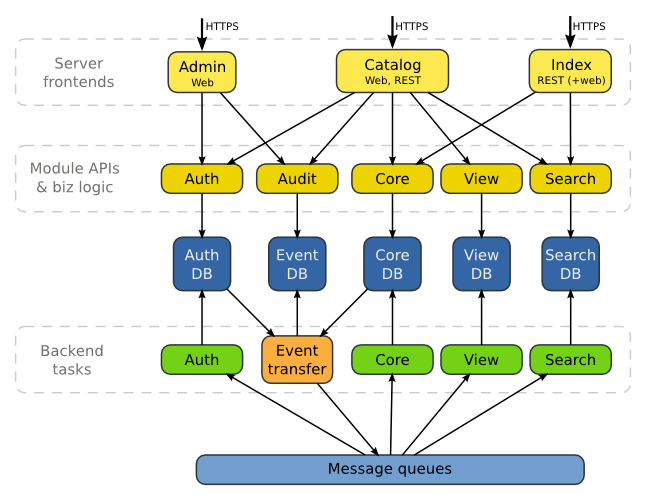 HTTPS
HTTPS
HTTPS
Server
frontends
Admin
Web
Catalog
Web, REST
Index
REST (+web)
Module APIs
& biz logic
Auth
Audit
Core
View
Search
Auth
DB
Event
DB
Core
DB
View
DB
Search
DB
Backend
tasks
Auth
Event
transfer
Core
View
Search
Message queues